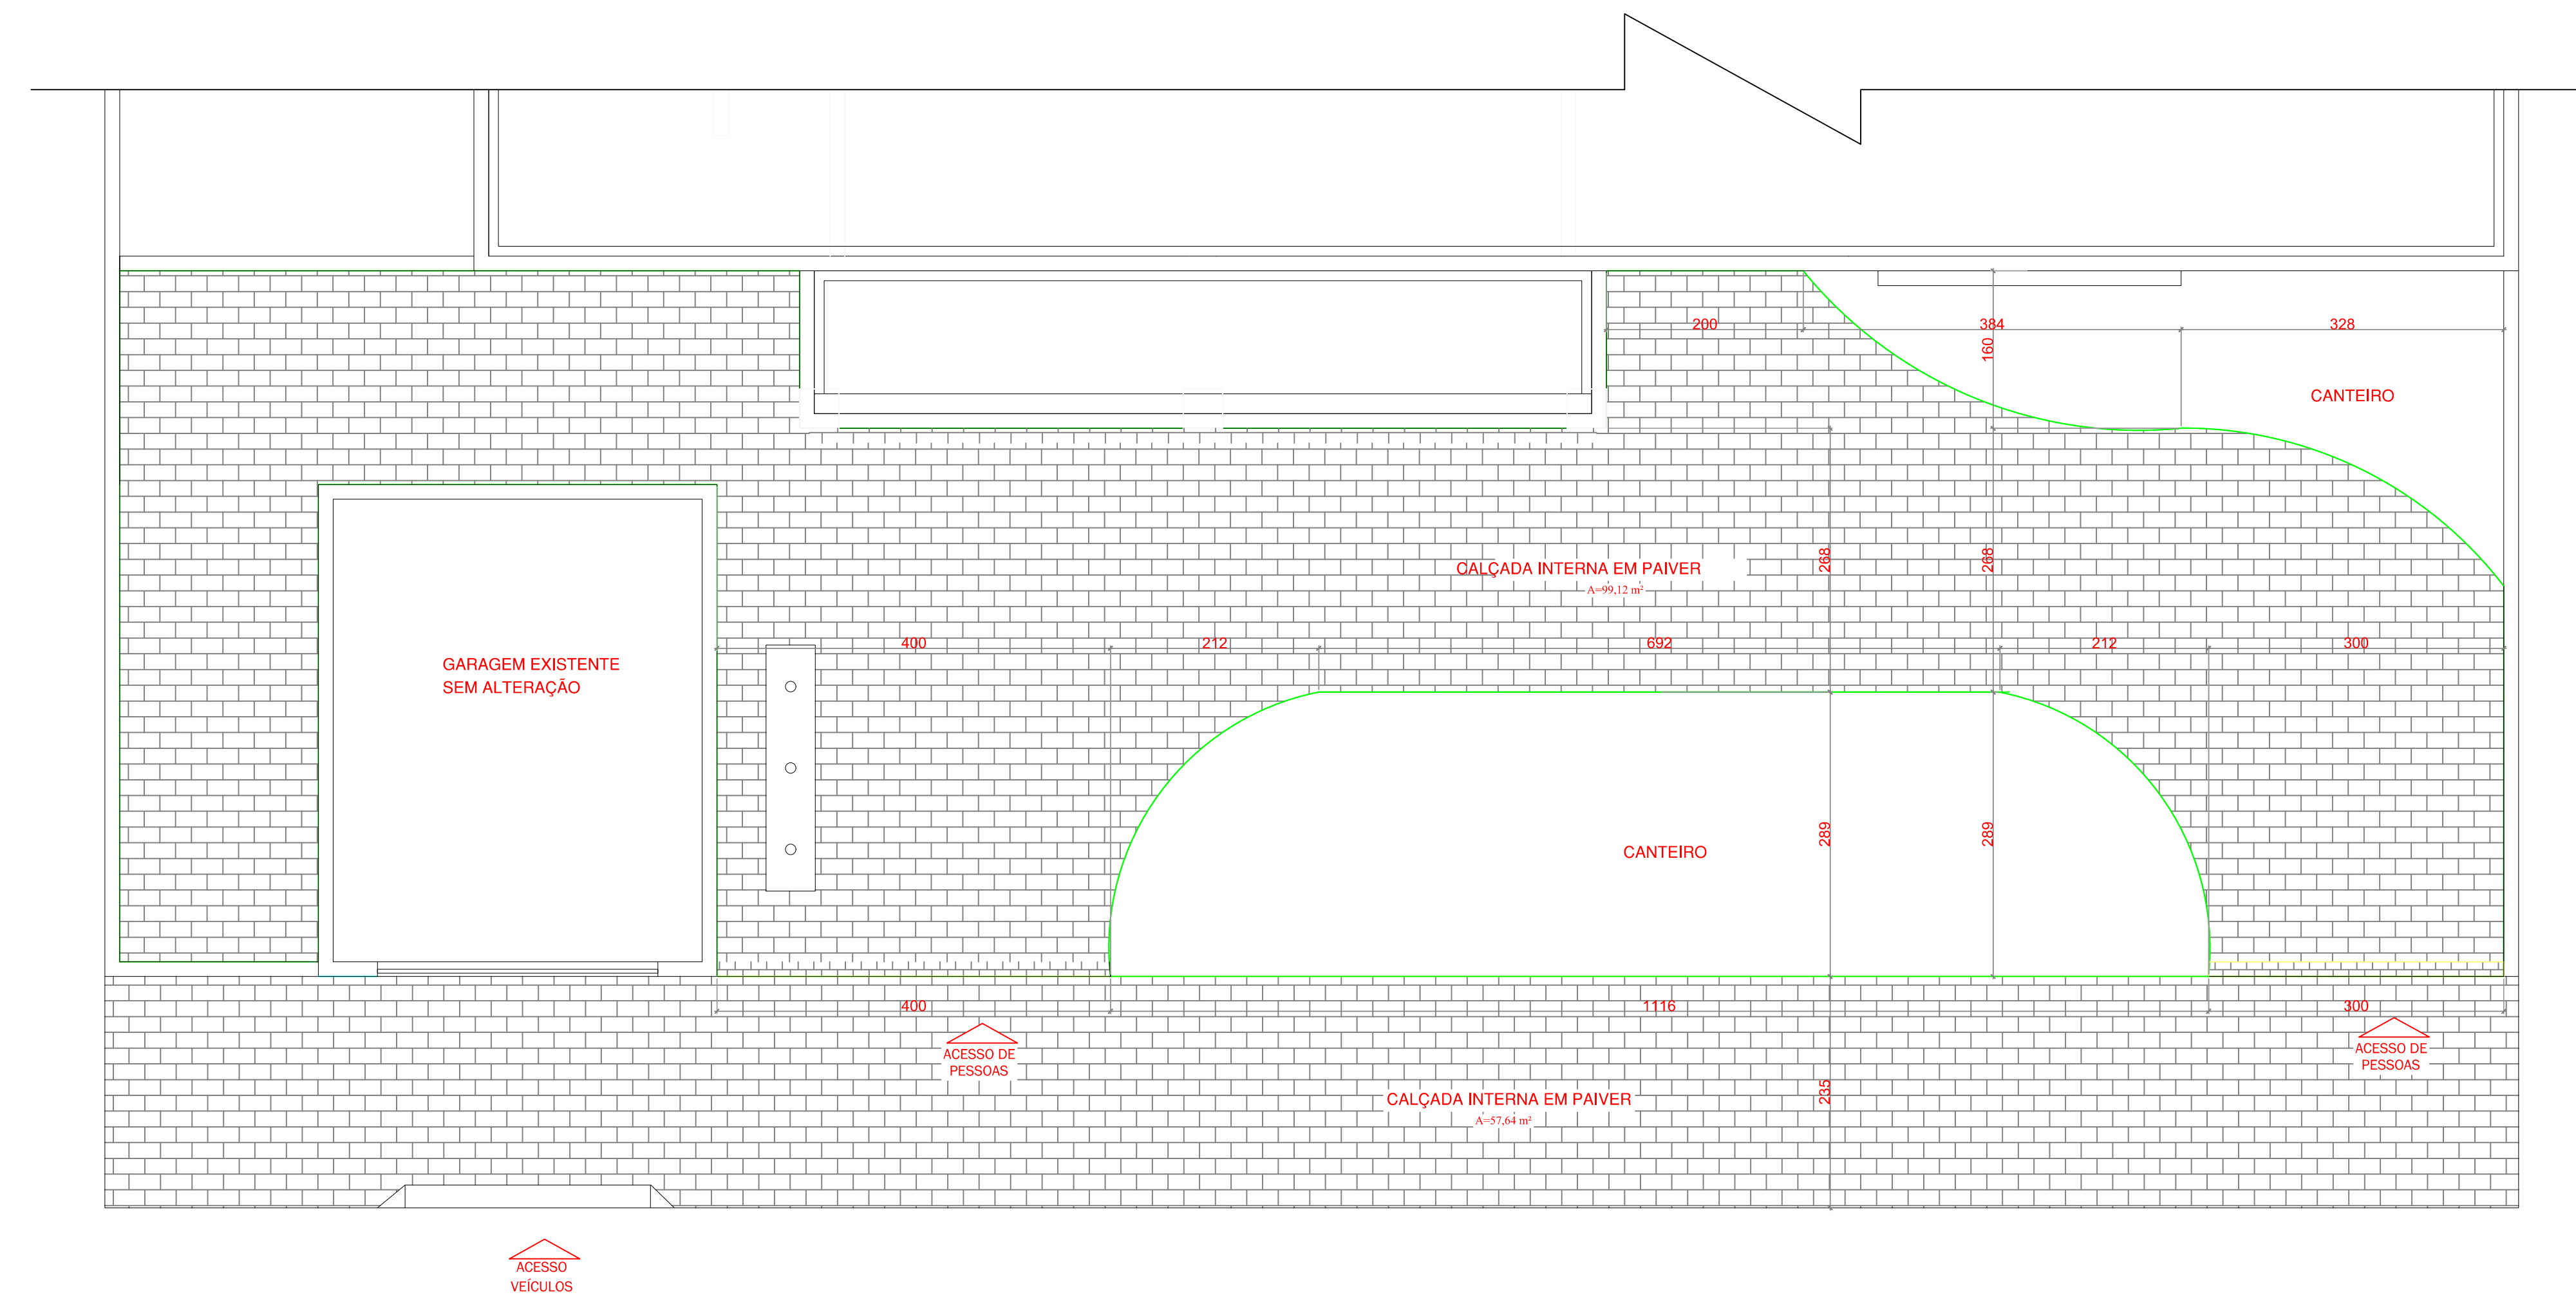 200
384
328
160
CANTEIRO
CALÇADA INTERNA EM PAIVER
A=99,12 m²
268
268
400
212
692
212
300
GARAGEM EXISTENTE
SEM ALTERAÇÃO
289
289
CANTEIRO
400
1116
300
ACESSO DE
PESSOAS
ACESSO DE
PESSOAS
235
CALÇADA INTERNA EM PAIVER
A=57,64 m²
ACESSO
VEÍCULOS